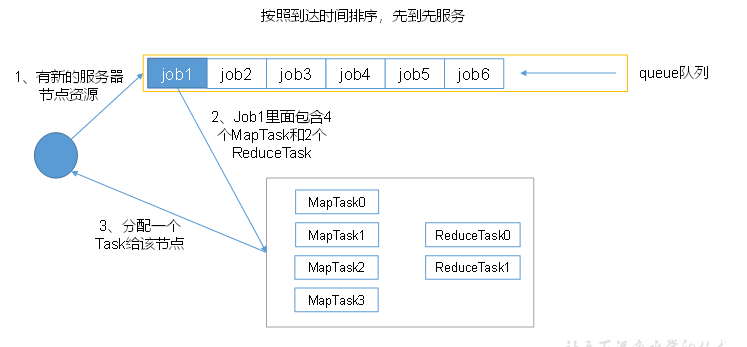 按照到达时间排序，先到先服务
1、有新的服务器
节点资源
job1 job2 job3 job4 job5 job6
queue队列
2、Job1里面包含4
个MapTask和2个
ReduceTask
3、分配一个
Task给该节点
MapTask0
MapTask1
MapTask2
MapTask3
ReduceTask0
ReduceTask1